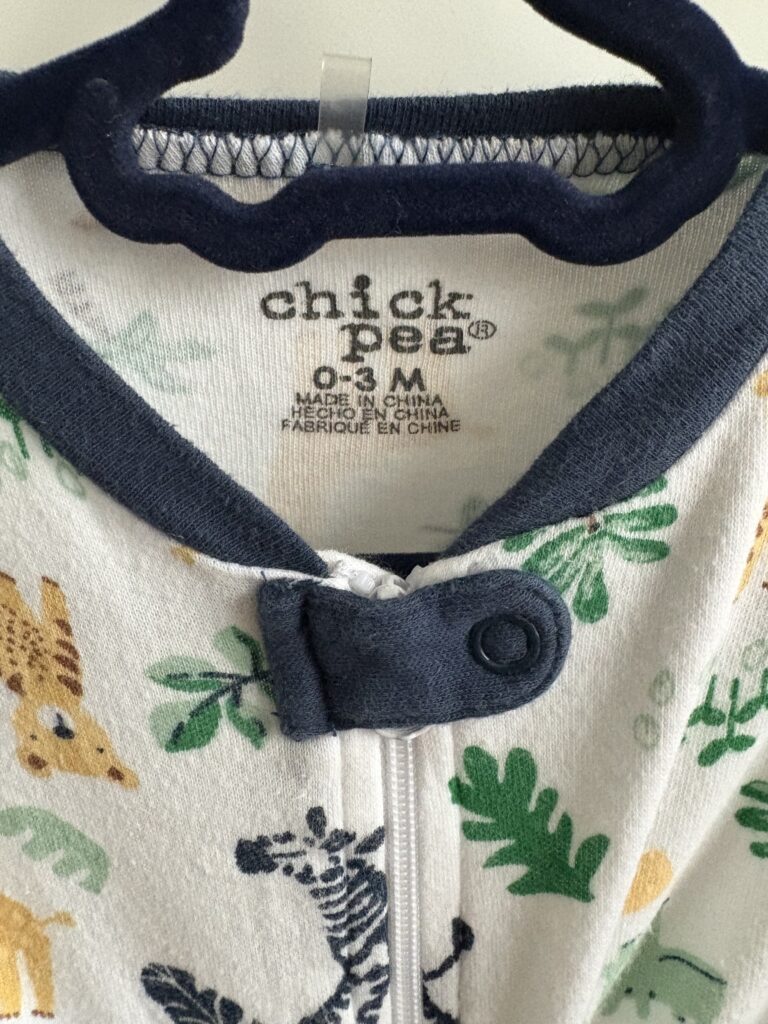 chick
pea®
0-3 M
MADE IN CHINA
HECHO EN CHINA
FABRIQUÉ EN CHINE